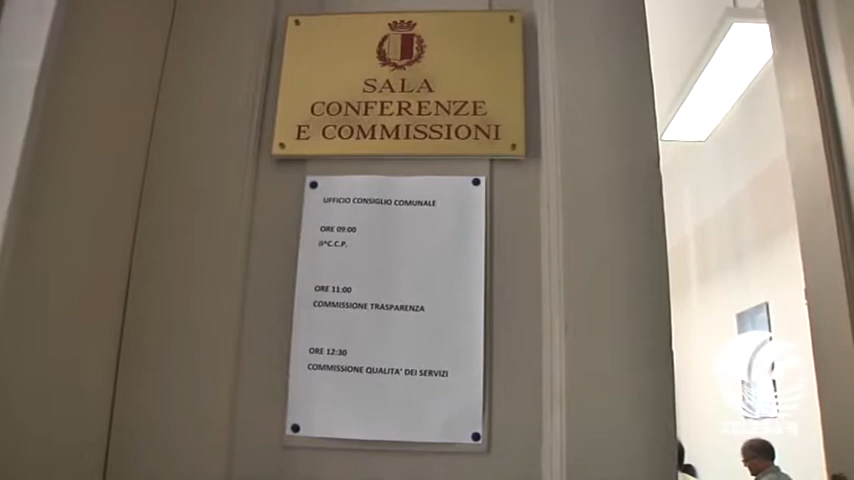 SALA
CONFERENZE
E COMMISSIONI
UFFICIO CONSIGLIO COMUNALE
ORE 09:00
II^C.C.P.
ORE 11:00
COMMISSIONE TRASPARENZA
ORE 12:30
COMMISSIONE QUALITA' DEI SERVIZI